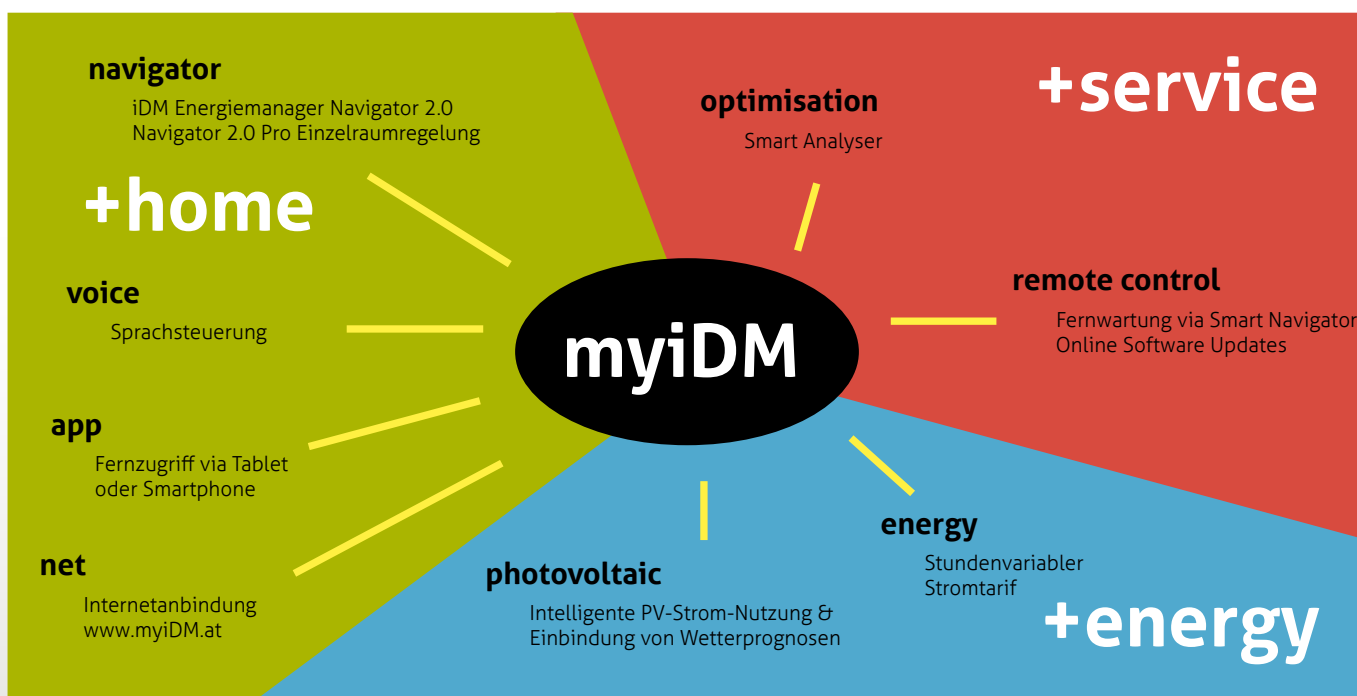 navigator
iDM Energiemanager Navigator 2.0
Navigator 2.0 Pro Einzelraumregelung
+home
voice
Sprachsteuerung
app
Fernzugriff via Tablet
oder Smartphone
net
Internetanbindung
www.myiDM.at
myiDM
+service
optimisation
Smart Analyser
remote control
Fernwartung via Smart Navigator
Online Software Updates
energy
Stundenvariabler
Stromtarif
+energy
photovoltaic
Intelligente PV-Strom-Nutzung &
Einbindung von Wetterprognosen